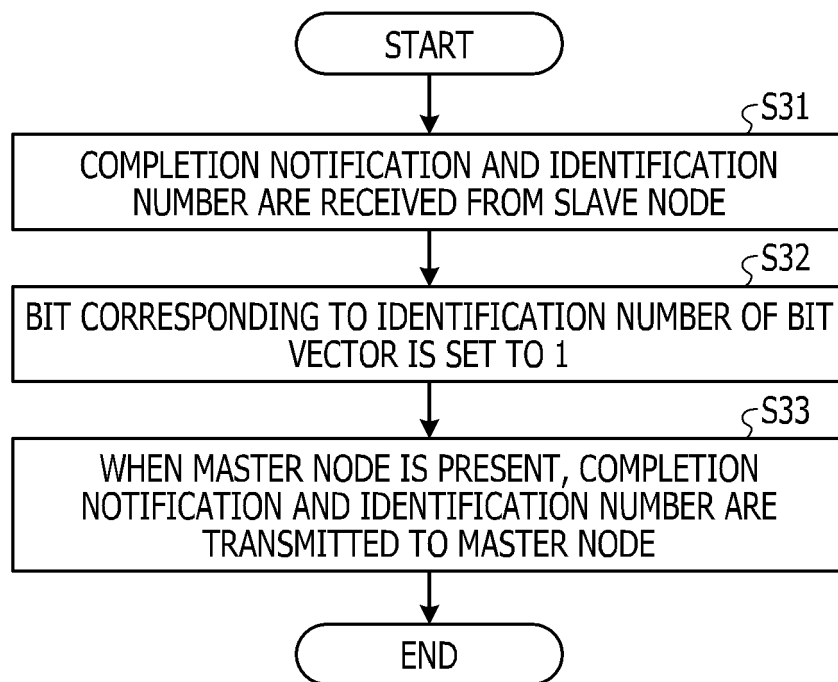 START
S31
COMPLETION NOTIFICATION AND IDENTIFICATION
NUMBER ARE RECEIVED FROM SLAVE NODE
S32
BIT CORRESPONDING TO IDENTIFICATION NUMBER OF BIT
VECTOR IS SET TO 1
S33
WHEN MASTER NODE IS PRESENT, COMPLETION
NOTIFICATION AND IDENTIFICATION NUMBER ARE
TRANSMITTED TO MASTER NODE
END